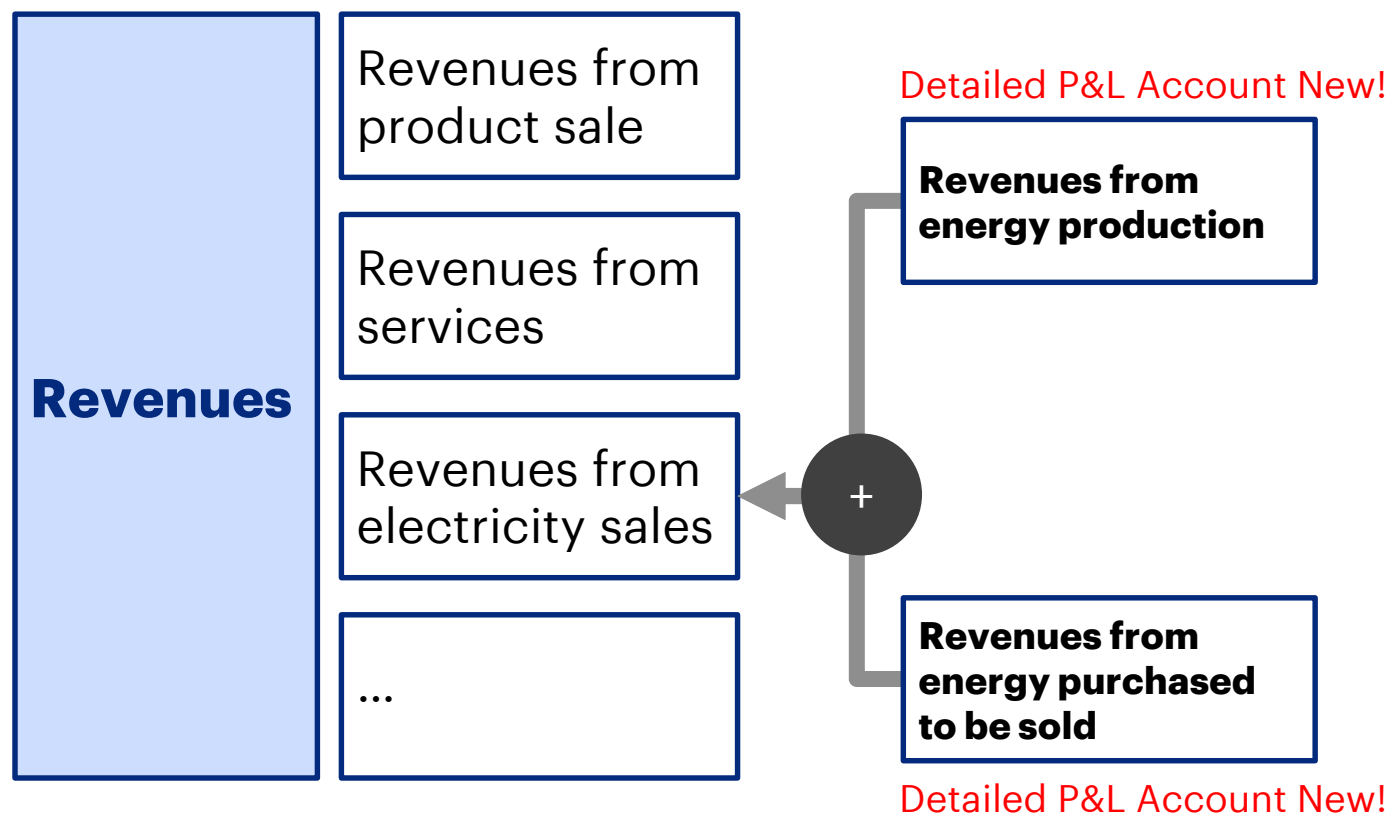 Revenues
Revenues from
product sale
Revenues from
services
Revenues from
electricity sales
...
+
Detailed P&L Account New!
Revenues from
energy production
Revenues from
energy purchased
to be sold
Detailed P&L Account New!